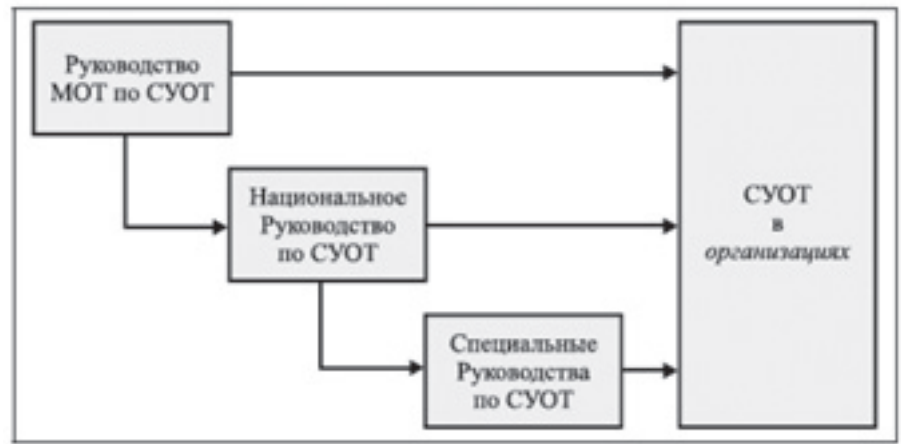 Руководство
МОТ по СУОТ
Национальное
Руководство
по СУОТ
Специальные
Руководства
по СУОТ
СУОТ
в
организациях